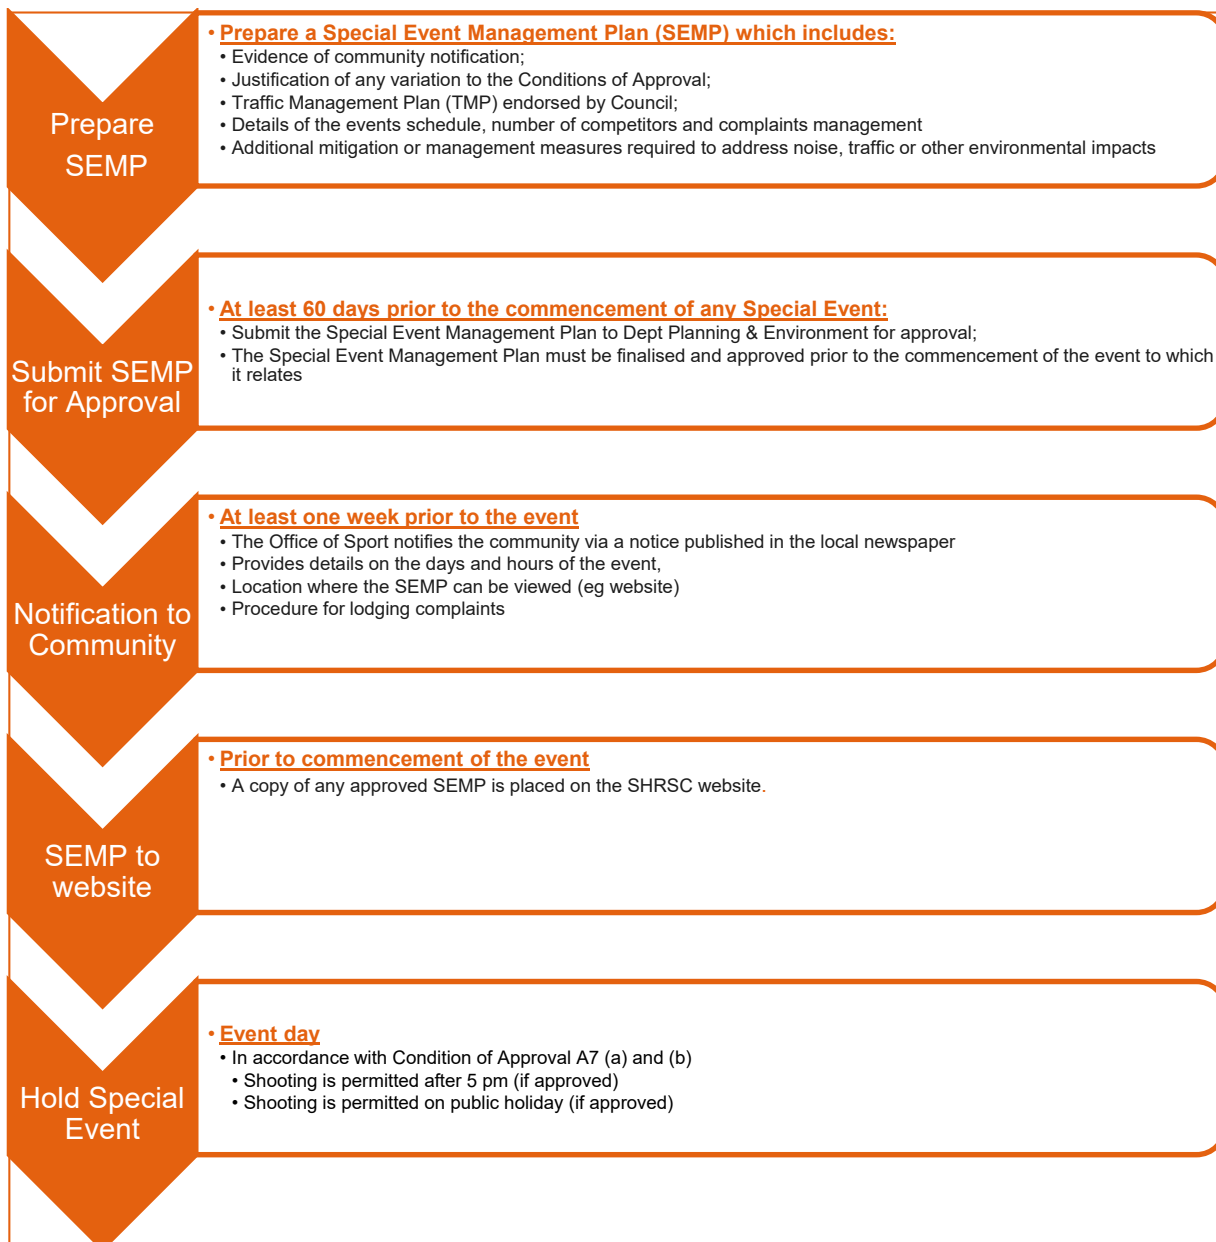 Prepare
SEMP
• Prepare a Special Event Management Plan (SEMP) which includes:
• Evidence of community notification;
• Justification of any variation to the Conditions of Approval;
• Traffic Management Plan (TMP) endorsed by Council;
• Details of the events schedule, number of competitors and complaints management
• Additional mitigation or management measures required to address noise, traffic or other environmental impacts
Submit SEMP
for Approval
• At least 60 days prior to the commencement of any Special Event:
• Submit the Special Event Management Plan to Dept Planning & Environment for approval;
• The Special Event Management Plan must be finalised and approved prior to the commencement of the event to which
it relates
Notification to
Community
• At least one week prior to the event
• The Office of Sport notifies the community via a notice published in the local newspaper
• Provides details on the days and hours of the event,
• Location where the SEMP can be viewed (eg website)
• Procedure for lodging complaints
SEMP to
website
• Prior to commencement of the event
• A copy of any approved SEMP is placed on the SHRSC website.
Hold Special
Event
• Event day
• In accordance with Condition of Approval A7 (a) and (b)
• Shooting is permitted after 5 pm (if approved)
• Shooting is permitted on public holiday (if approved)